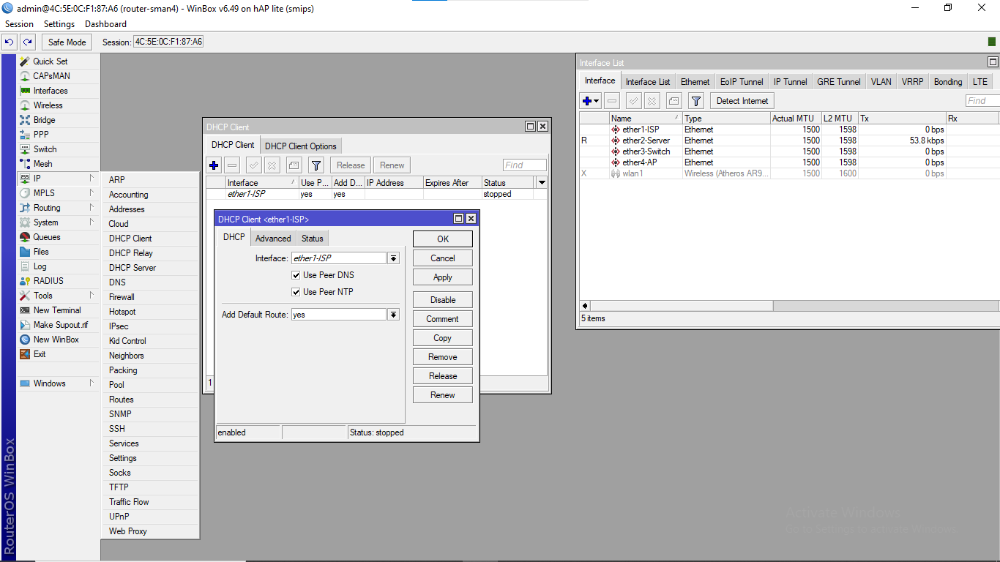 admin@4C:5E:0C:F1:87:A6 (router-sman4) - WinBox v6.49 on hAP lite (smips)
Session Settings Dashboard
Safe Mode Session: 4C:5E:0C:F1:87:A6
RouterOS WinBox
Quick Set
CAPsMAN
Interfaces
Wireless
Bridge
PPP
Switch
Mesh
IP
MPLS
Routing
System
Queues
Files
Log
RADIUS
Tools
New Terminal
Make Supout.rif
New WinBox
Exit
Windows
ARP
Accounting
Addresses
Cloud
DHCP Client
DHCP Relay
DHCP Server
DNS
Firewall
Hotspot
IPsec
Kid Control
Neighbors
Packing
Pool
Routes
SNMP
SSH
Services
Settings
Socks
TFTP
Traffic Flow
UPnP
Web Proxy
DHCP Client
DHCP Client DHCP Client Options
Release Renew Find
Interface Use P... Add D... IP Address Expires After Status
ether1-ISP yes yes stopped
1
DHCP Client <ether1-ISP>
DHCP Advanced Status
Interface: ether1-ISP
Use Peer DNS
Use Peer NTP
Add Default Route: yes
OK
Cancel
Apply
Disable
Comment
Copy
Remove
Release
Renew
enabled Status: stopped
Interface List
Interface Interface List Ethernet EoIP Tunnel IP Tunnel GRE Tunnel VLAN VRRP Bonding LTE
Detect Internet Find
Name Type Actual MTU L2 MTU Tx Rx
ether1-ISP Ethernet 1500 1598 0 bps
R ether2-Server Ethernet 1500 1598 53.8 kbps
ether3-Switch Ethernet 1500 1598 0 bps
ether4-AP Ethernet 1500 1598 0 bps
X wlan1 Wireless (Atheros AR9... 1500 1600 0 bps
5 items
Activate Windows
Go to Settings to activate Windows.